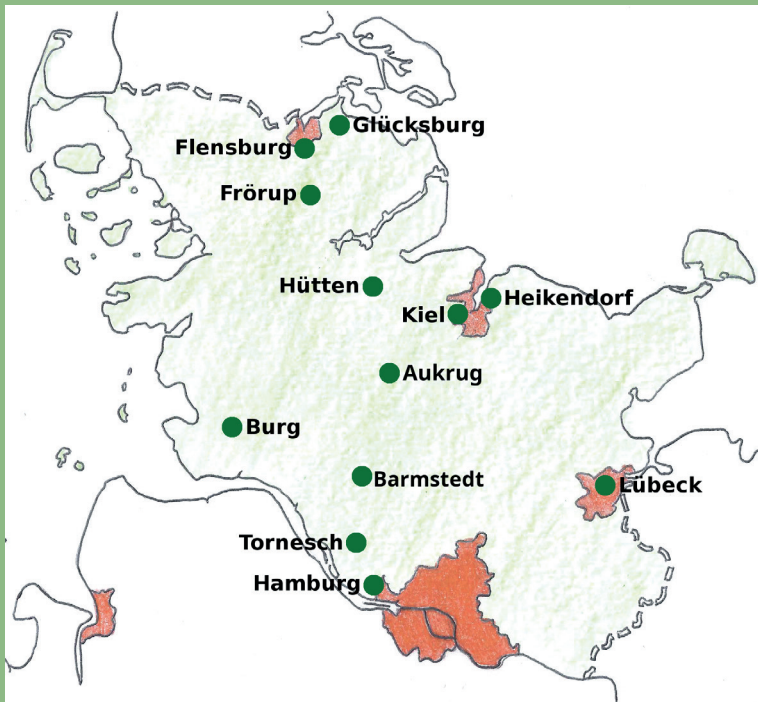 Glücksburg
Flensburg
Frörup
Hütten
Heikendorf
Kiel
Aukrug
Burg
Barmstedt
Lübeck
Tornesch
Hamburg